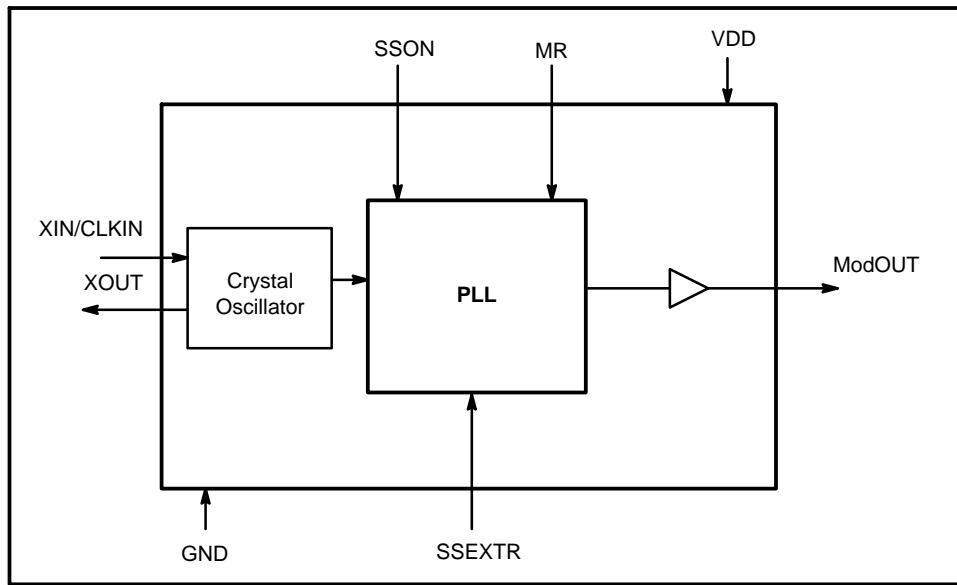 SSON
MR
VDD
XIN/CLKIN
XOUT
Crystal
Oscillator
PLL
ModOUT
GND
SSEXTR